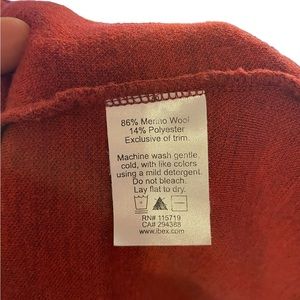 86% Merino Wool
14% Polyester
Exclusive of trim.
Machine wash gentle,
cold, with like colors
using a mild detergent.
Do not bleach.
Lay flat to dry.
RN# 115719
CA# 294388
www.ibex.com